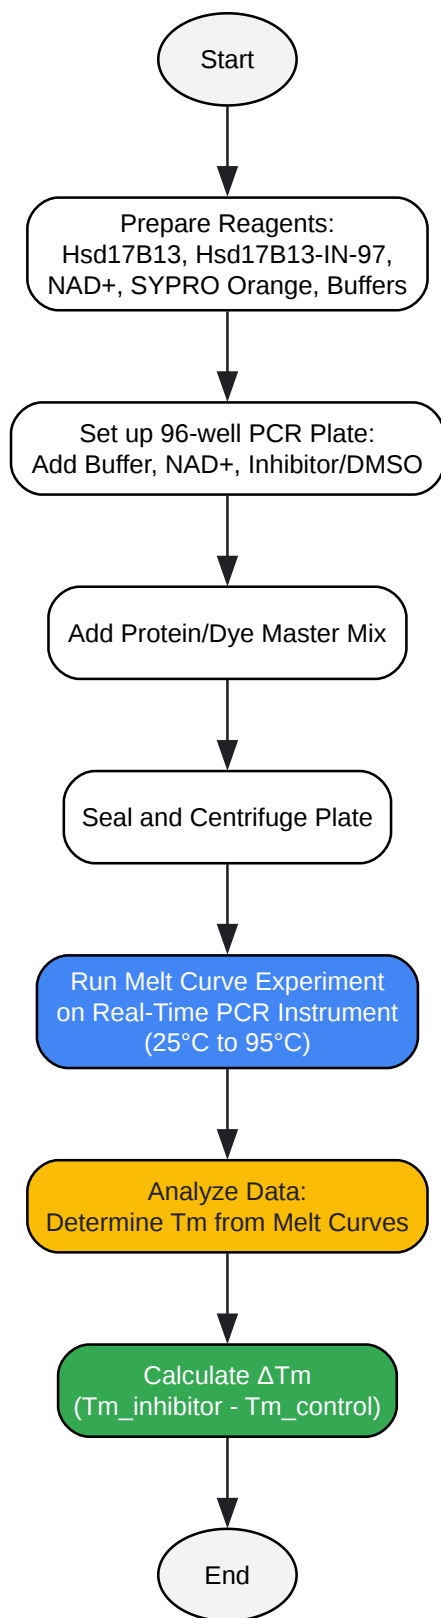 Start
Prepare Reagents:
Hsd17B13, Hsd17B13-IN-97,
NAD+, SYPRO Orange, Buffers
Set up 96-well PCR Plate:
Add Buffer, NAD+, Inhibitor/DMSO
Add Protein/Dye Master Mix
Seal and Centrifuge Plate
Run Melt Curve Experiment
on Real-Time PCR Instrument
(25°C to 95°C)
Analyze Data:
Determine Tm from Melt Curves
Calculate ΔTm
(Tm_inhibitor - Tm_control)
End